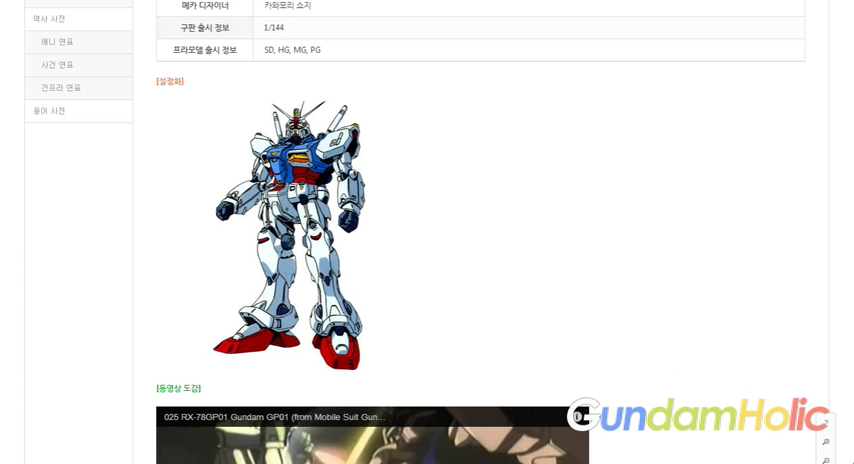 메카 디자이너 카와모리 쇼지
역사 사전
구판 출시 정보 1/144
애니 연표
프라모델 출시 정보 SD, HG, MG, PG
사건 연표
[설정화]
건프라 연표
용어 사전
[동영상 도감]
025 RX-78GP01 Gundam GP01 (from Mobile Suit Gun...
GundamHolic